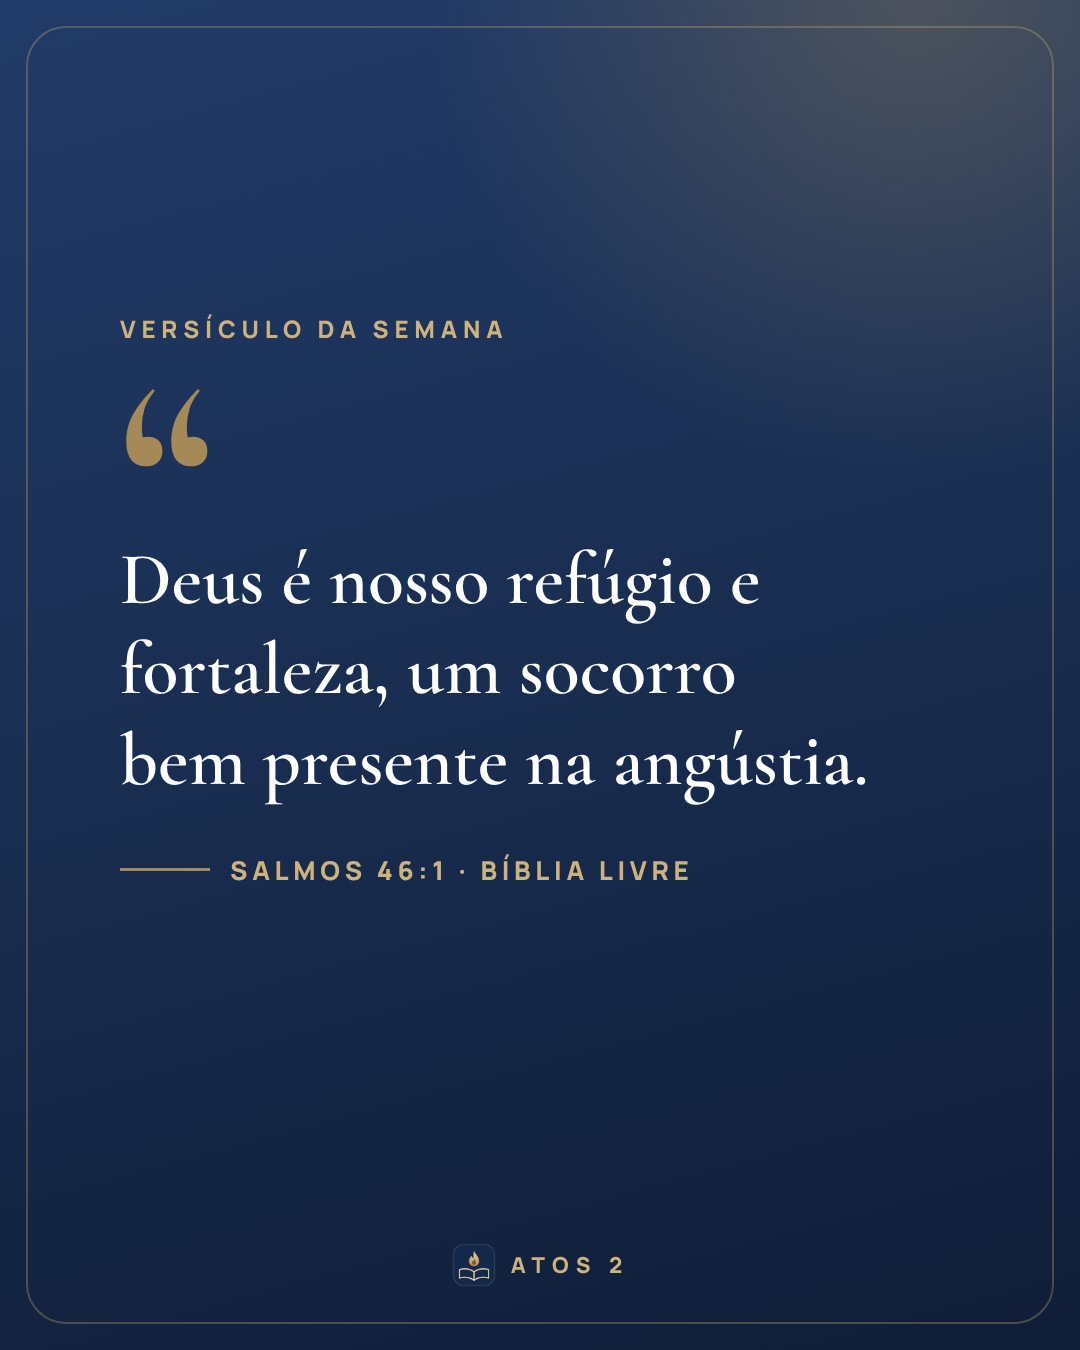 VERSÍCULO DA SEMANA
“
Deus é nosso refúgio e
fortaleza, um socorro
bem presente na angústia.
SALMOS 46:1 · BÍBLIA LIVRE
ATOS 2